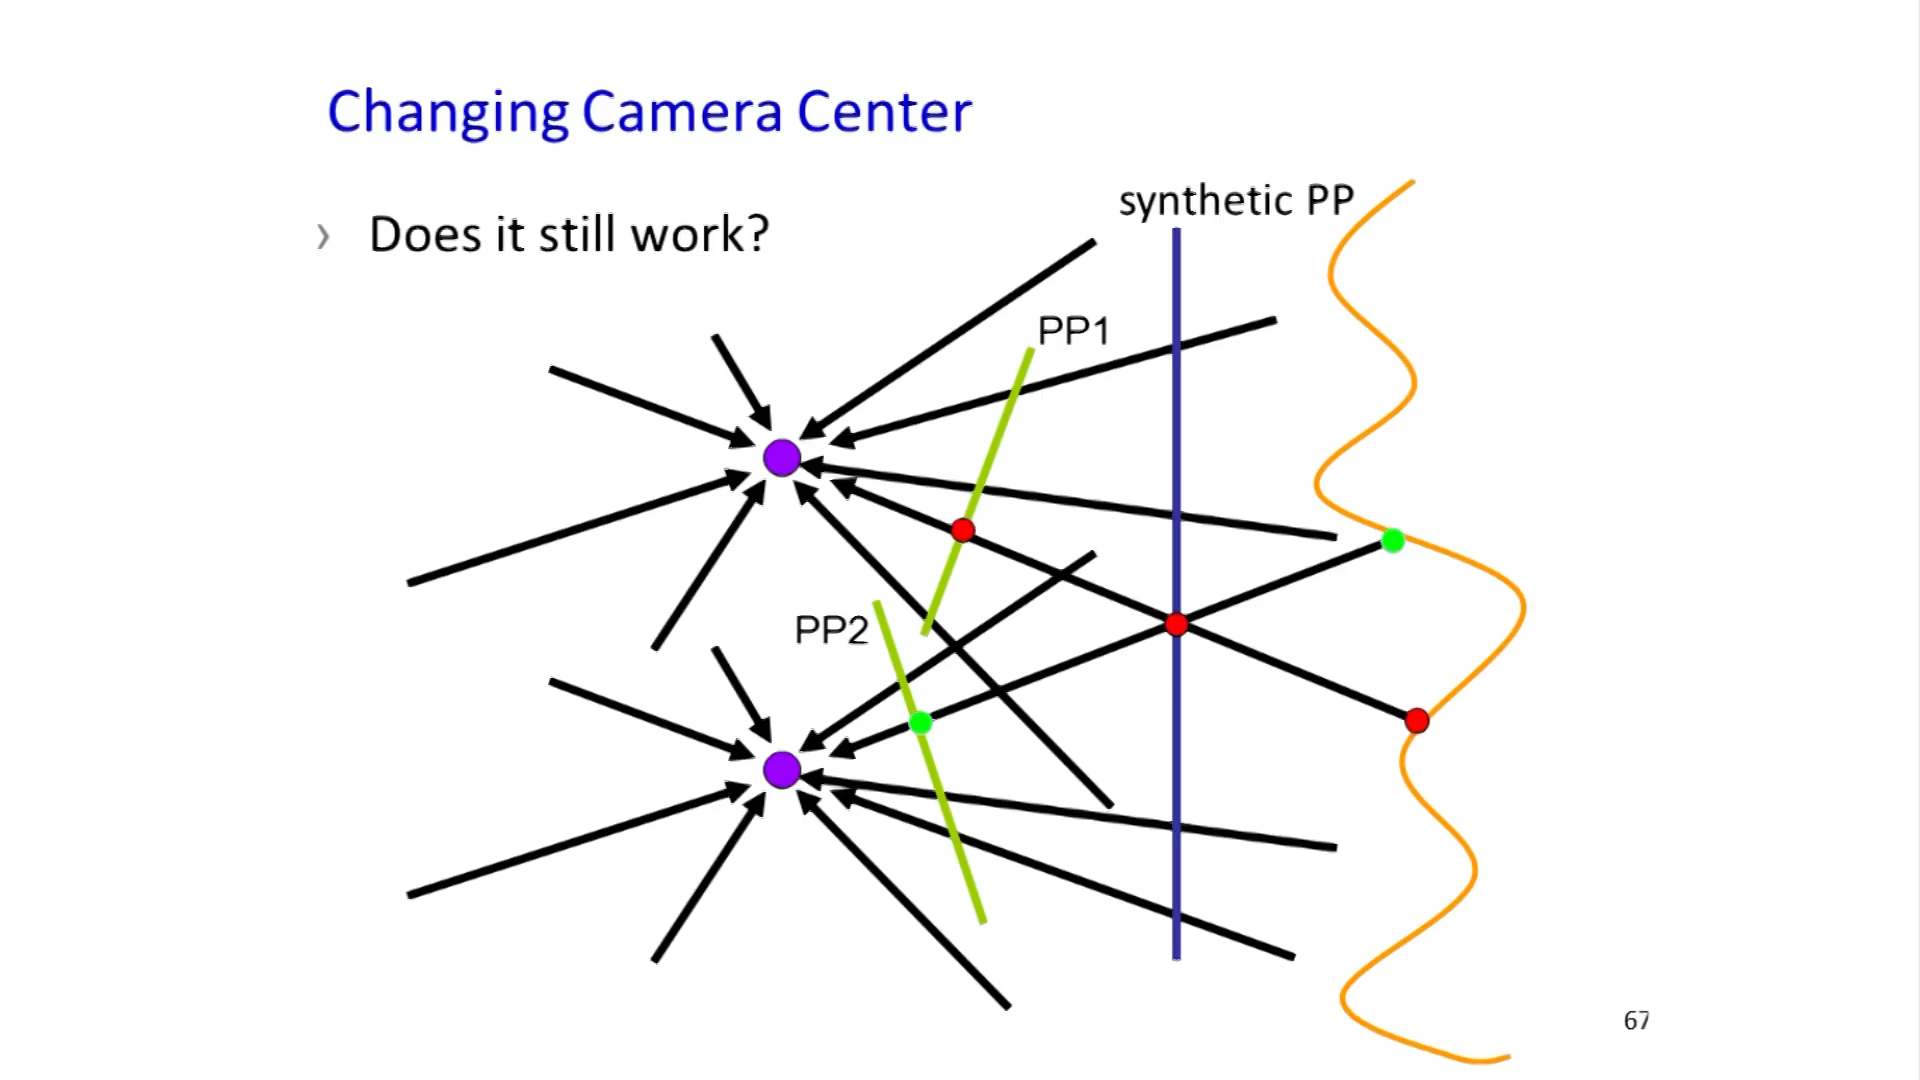 Changing Camera Center
› Does it still work?
synthetic PP
PP1
PP2
67